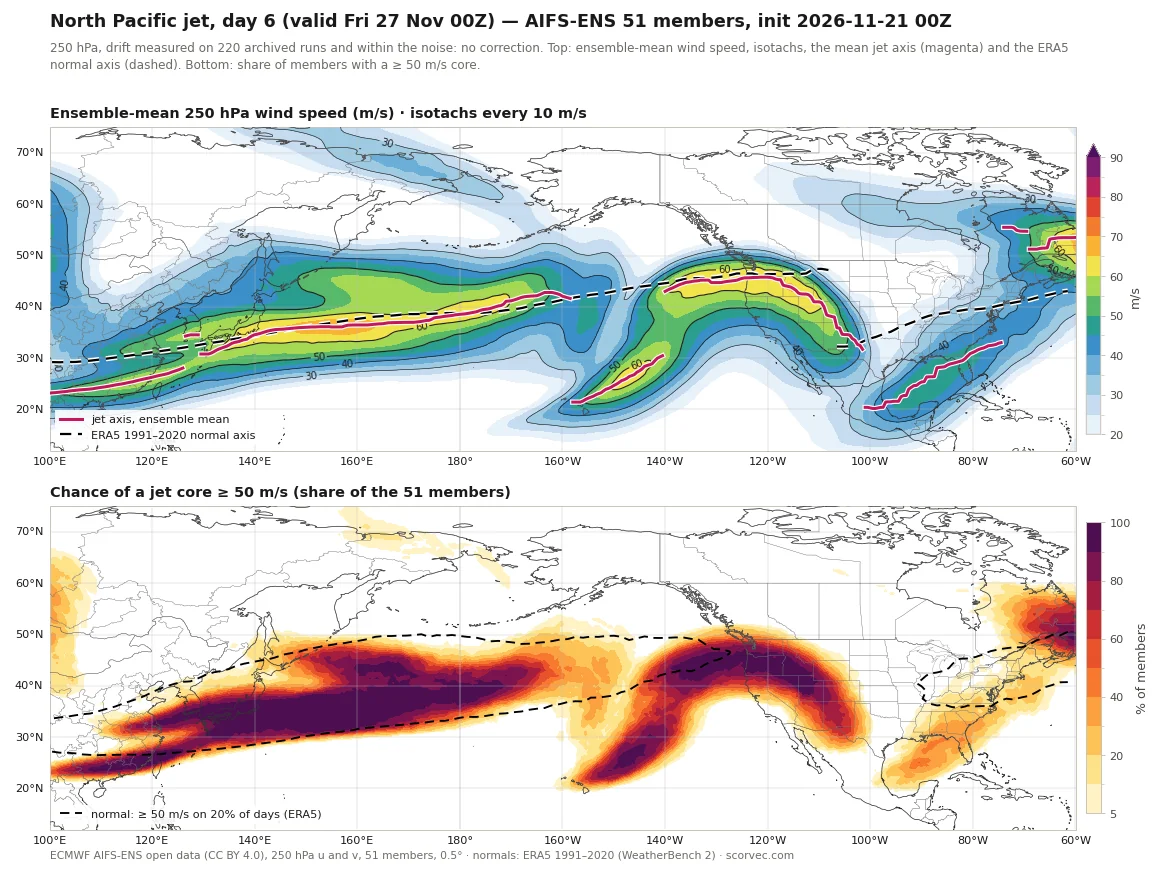 North Pacific jet, day 6 (valid Fri 27 Nov 00Z) — AIFS-ENS 51 members, init 2026-11-21 00Z
250 hPa, drift measured on 220 archived runs and within the noise: no correction. Top: ensemble-mean wind speed, isotachs, the mean jet axis (magenta) and the ERA5
normal axis (dashed). Bottom: share of members with a ≥ 50 m/s core.
Ensemble-mean 250 hPa wind speed (m/s) · isotachs every 10 m/s
70°N
60°N
50°N
40°N
30°N
20°N
30
30
60
60
50
40
60
50
40
30
60
50
60
40
40
jet axis, ensemble mean
ERA5 1991–2020 normal axis
100°E 120°E 140°E 160°E 180° 160°W 140°W 120°W 100°W 80°W 60°W
90
80
70
60
50
40
30
20
m/s
Chance of a jet core ≥ 50 m/s (share of the 51 members)
70°N
60°N
50°N
40°N
30°N
20°N
normal: ≥ 50 m/s on 20% of days (ERA5)
100°E 120°E 140°E 160°E 180° 160°W 140°W 120°W 100°W 80°W 60°W
100
80
60
40
20
5
% of members
ECMWF AIFS-ENS open data (CC BY 4.0), 250 hPa u and v, 51 members, 0.5° · normals: ERA5 1991–2020 (WeatherBench 2) · scorvec.com